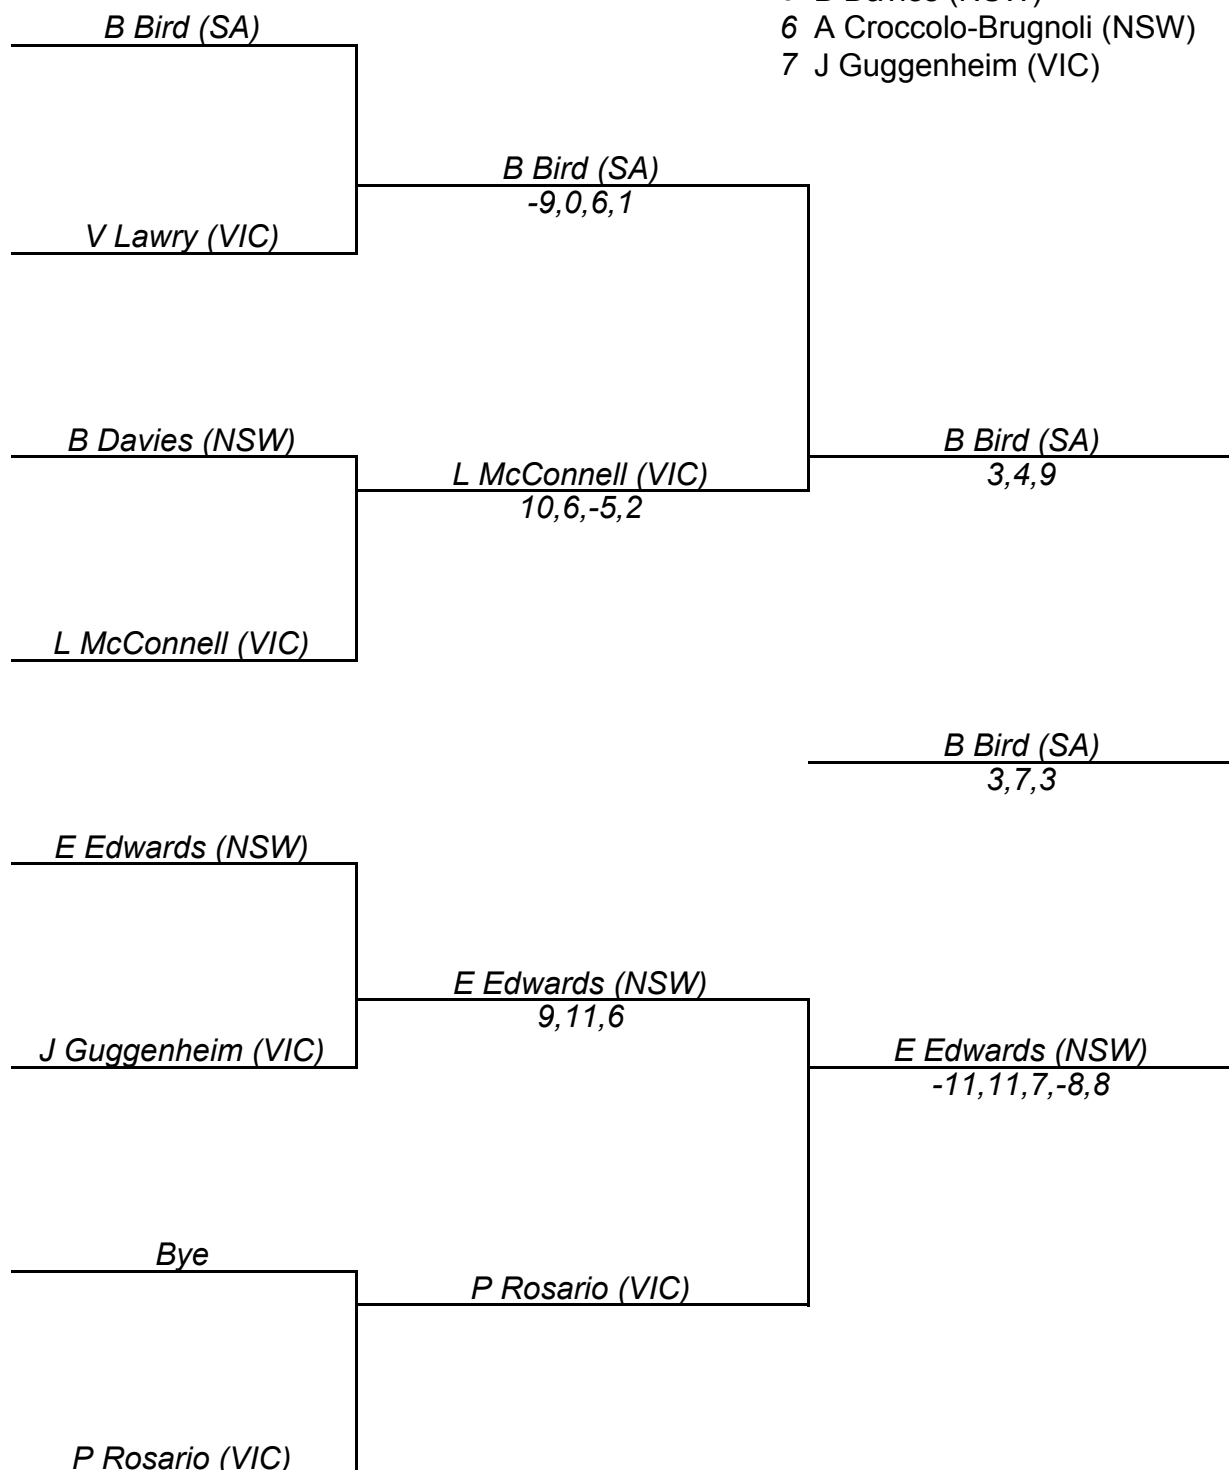 B Bird (SA)
6 A Croccolo-Brugnoli (NSW)
7 J Guggenheim (VIC)
B Bird (SA)
-9,0,6,1
V Lawry (VIC)
B Davies (NSW)
B Bird (SA)
3,4,9
L McConnell (VIC)
10,6,-5,2
L McConnell (VIC)
B Bird (SA)
3,7,3
E Edwards (NSW)
E Edwards (NSW)
9,11,6
J Guggenheim (VIC)
E Edwards (NSW)
-11,11,7,-8,8
Bye
P Rosario (VIC)
P Rosario (VIC)